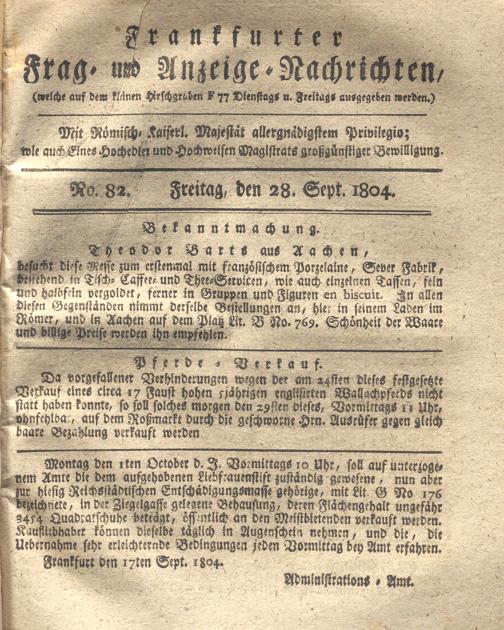 Frankfurter
Frag- und Anzeige-Nachrichten,
(welche auf dem kleinen Hirschgraben F 77 Dienstags u. Freitags ausgegeben werden.)
Mit Römisch-Kaiserl. Majestät allergnädigstem Privilegio;
wie auch Eines Hochedlen und Hochweisen Magistrats großgünstiger Bewilligung.
No. 82. Freitag, den 28. Sept. 1804.
Bekanntmachung.
Theodor Barts aus Aachen,
besucht diese Messe zum erstenmal mit französischem Porzelaine, Sever Fabrik,
bestehend in Tisch- Caffee- und Thee-Servicen, wie auch einzelnen Tassen, fein
und halbfein vergoldet, ferner in Gruppen und Figuren en biscuit. In allen
diesen Gegenständen nimmt derselbe Bestellungen an, hier in seinem Laden im
Römer, und in Aachen auf dem Platz Lit. B No. 769. Schönheit der Waare
und billige Preise werden ihn empfehlen.
Pferde-Verkauf.
Da vorgefallener Verhinderungen wegen der am 24sten dieses festgesetzte
Verkauf eines circa 17 Faust hohen 5jährigen englisirten Wallachpferds nicht
statt haben konnte, so soll solches morgen den 29sten dieses, Vormittags 11 Uhr,
ohnfehlbar, auf dem Roßmarkt durch die geschworne Hrn. Ausrüfer gegen gleich
baare Bezahlung verkauft werden
Montag den 1ten October d. J. Vormittags 10 Uhr, soll auf unterzoge-
nem Amte die dem aufgehobenen Liebfrauenstift zuständig gewesene, nun aber
zur hiesig Reichsstädtischen Entschädigungsmasse gehörige, mit Lit. G No 176
bezeichnete, in der Ziegelgasse gelegene Behausung, deren Flächengehalt ungefähr
3454 Quadratschuhe beträgt, öffentlich an den Meistbietenden verkauft werden.
Kaufliebhaber können dieselbe täglich in Augenschein nehmen, und die, die
Uebernahme sehr erleichternde Bedingungen jeden Vormittag bey Amt erfahren.
Frankfurt den 17ten Sept. 1804.
Administrations-Amt.